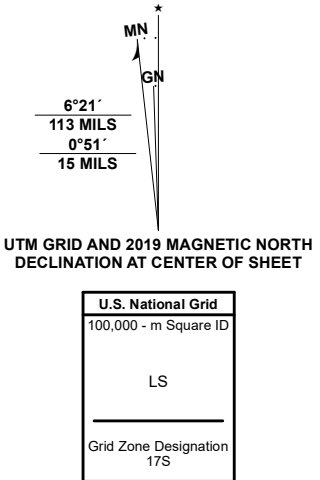 ★
MN
GN
6°21´
113 MILS
0°51´
15 MILS
UTM GRID AND 2019 MAGNETIC NORTH
DECLINATION AT CENTER OF SHEET
U.S. National Grid
100,000 - m Square ID
LS
Grid Zone Designation
17S